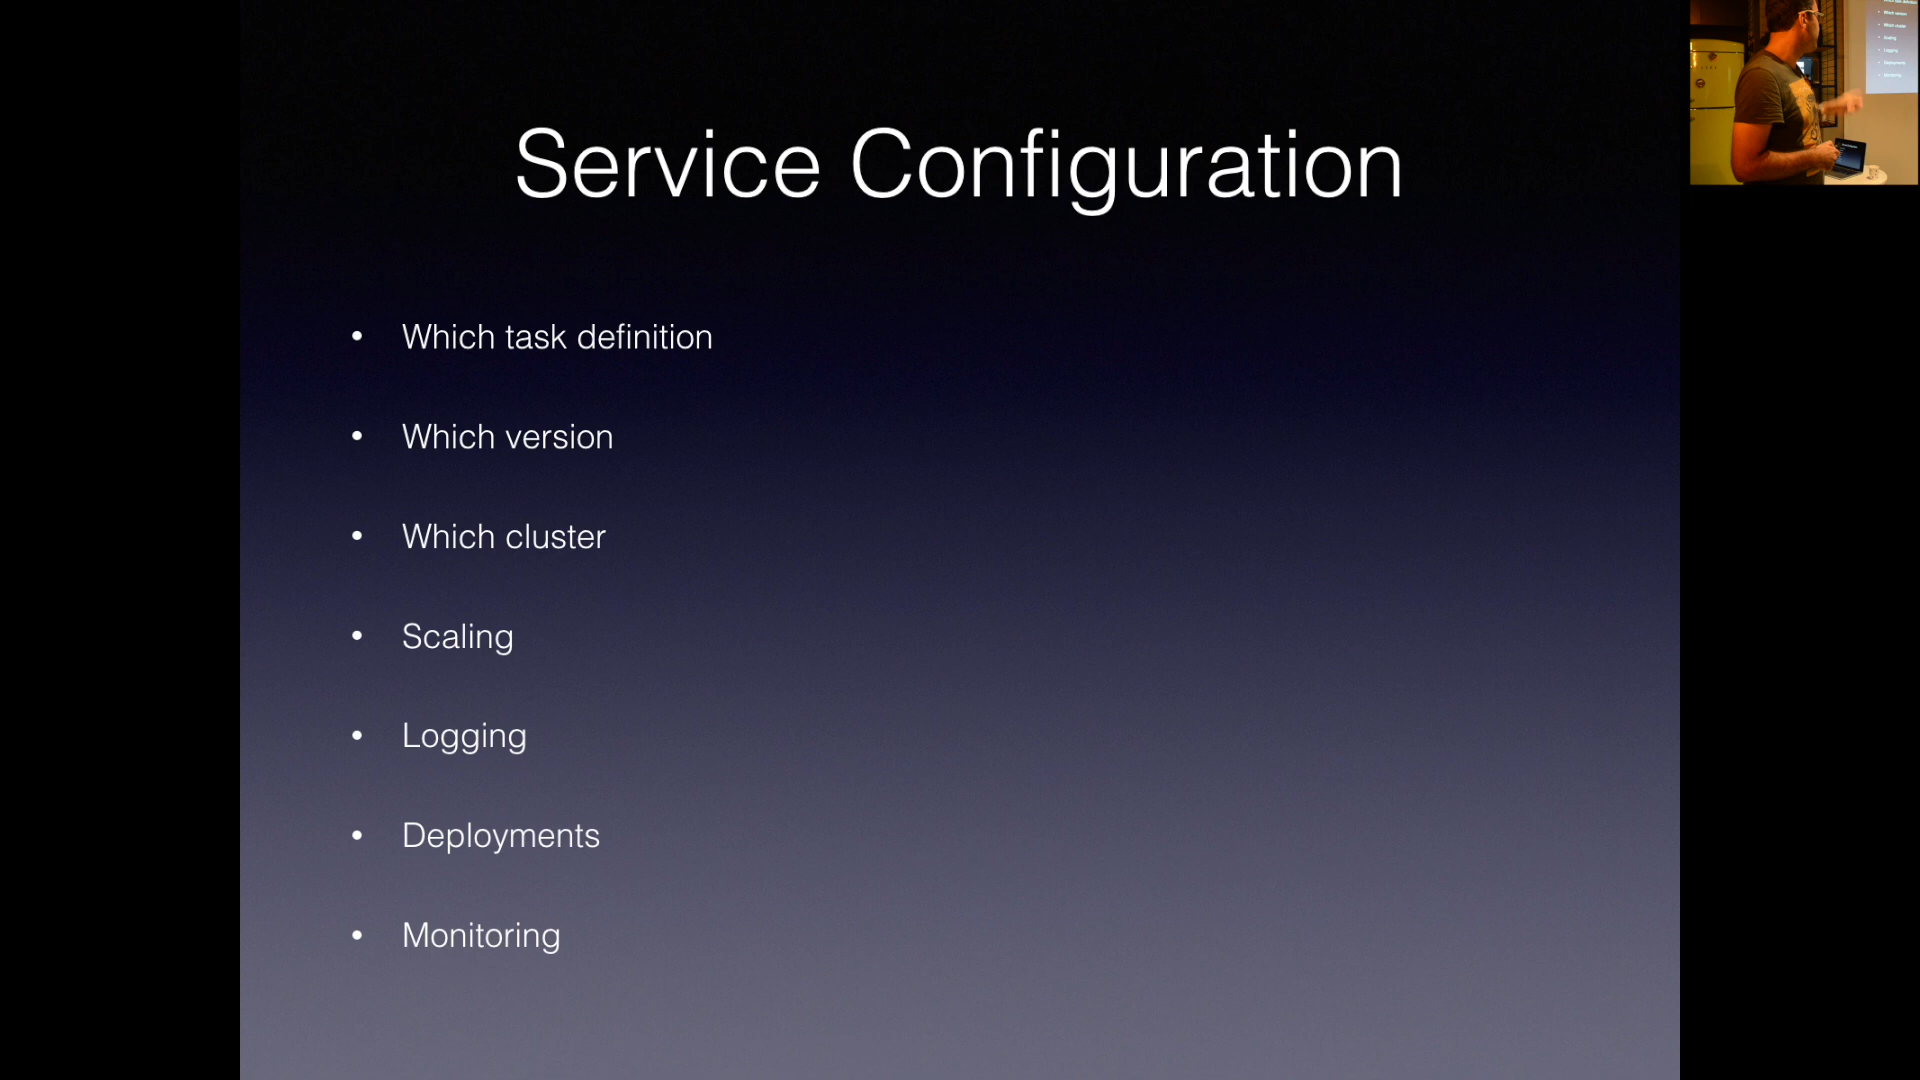 Service Configuration
• Which task definition
• Which version
• Which cluster
• Scaling
• Logging
• Deployments
• Monitoring